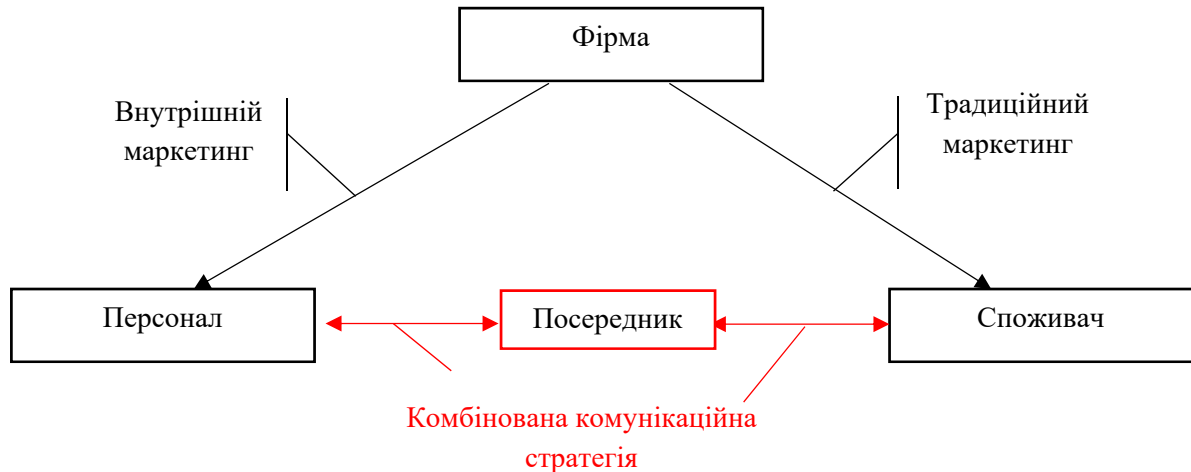 Фірма
Внутрішній
маркетинг
Традиційний
маркетинг
Персонал
Посередник
Споживач
Комбінована комунікаційна
стратегія